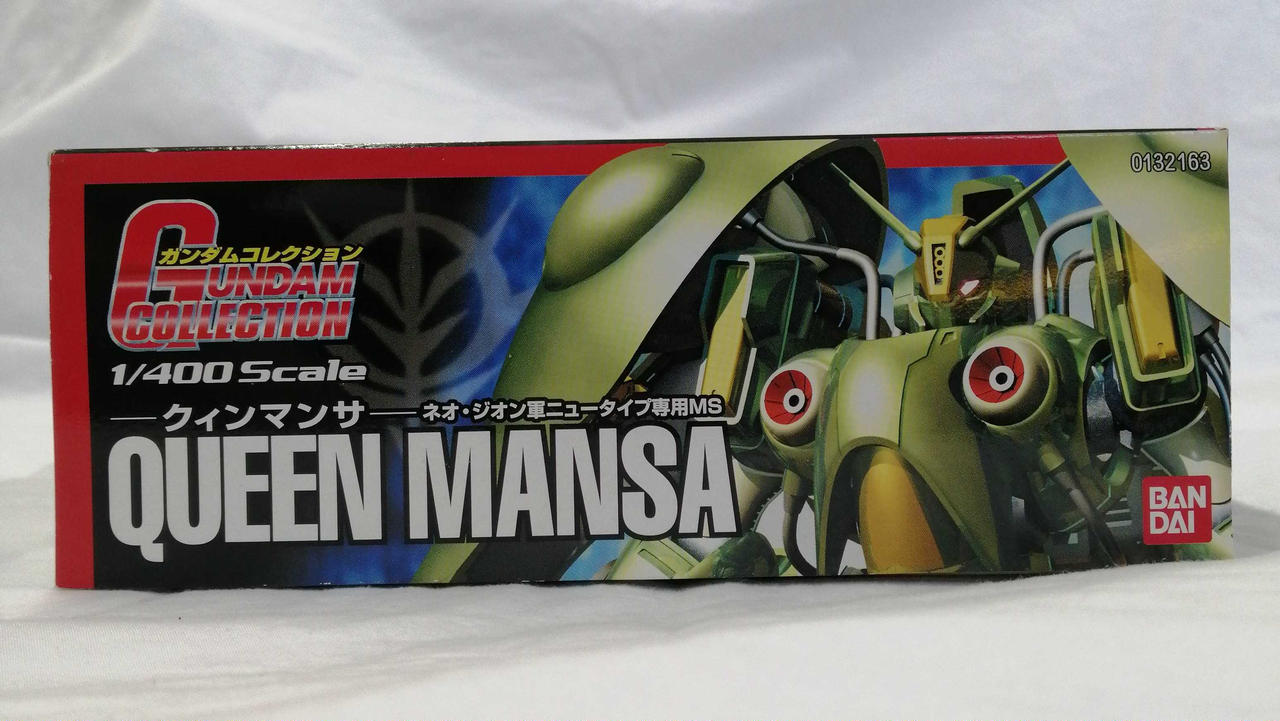 0132163
ガンダムコレクション
GUNDAM
COLLECTION
1/400 Scale
クィンマンサ
ネオ・ジオン軍ニュータイプ専用MS
QUEEN MANSA
BAN
DAI